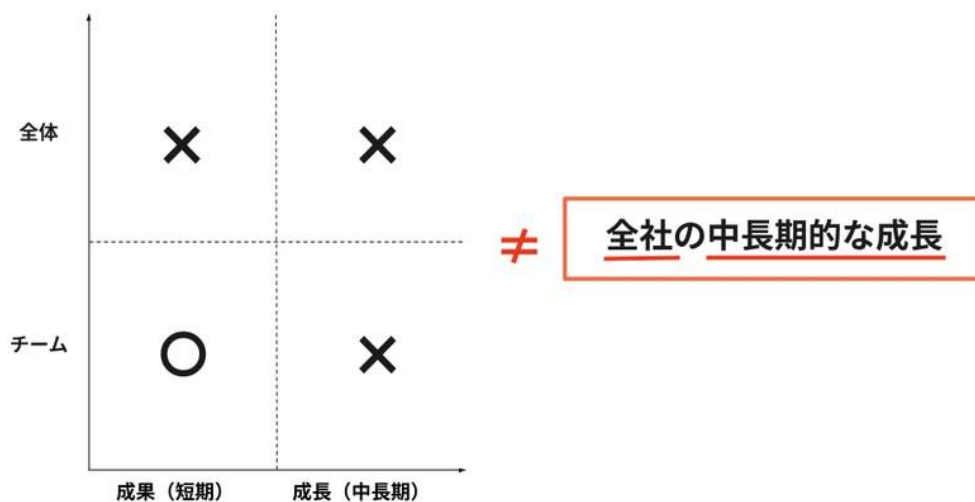 全体
チーム
成果（短期）
成長（中長期）
≠
全社の中長期的な成長